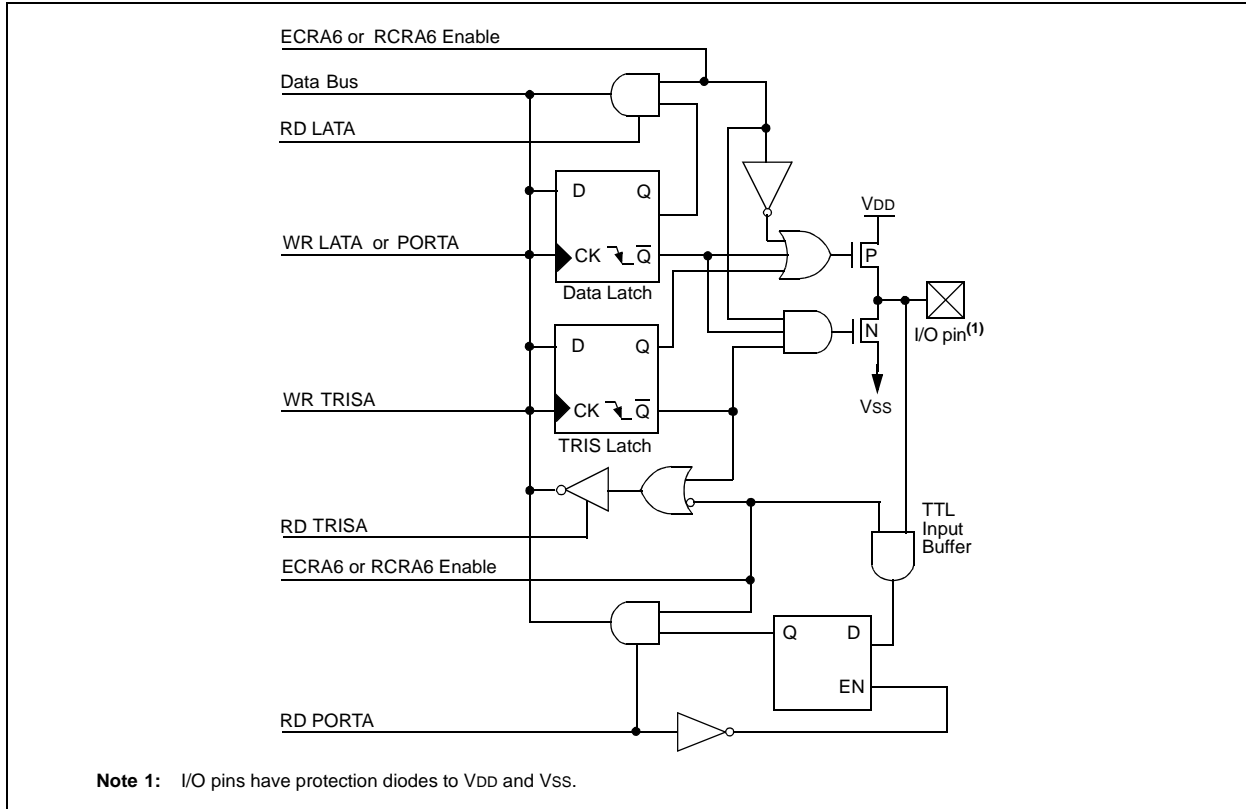 ECRA6 or RCRA6 Enable
Data Bus
RD LATA
D Q
VDD
WR LATA or PORTA
CK Q
P
Data Latch
D Q
N
I/O pin(1)
WR TRISA
CK Q
VSS
TRIS Latch
TTL
Input
Buffer
RD TRISA
ECRA6 or RCRA6 Enable
Q D
EN
RD PORTA
Note 1: I/O pins have protection diodes to VDD and VSS.